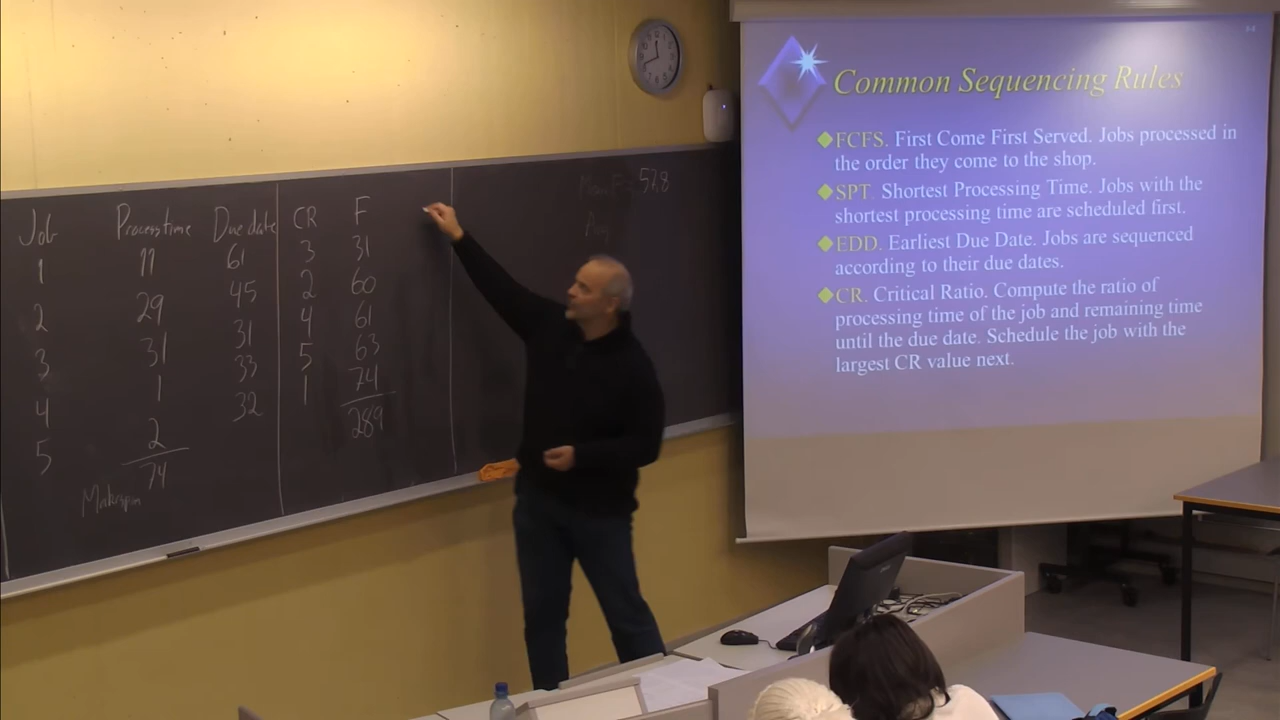 Job Process time Due date CR F
1 11 61 3 31
2 29 45 2 60
3 31 31 4 61
4 1 33 5 63
5 2 32 1 74
74 289
Makespan
Mean F = 57,8
Common Sequencing Rules
FCFS. First Come First Served. Jobs processed in
the order they come to the shop.
SPT. Shortest Processing Time. Jobs with the
shortest processing time are scheduled first.
EDD. Earliest Due Date. Jobs are sequenced
according to their due dates.
CR. Critical Ratio. Compute the ratio of
processing time of the job and remaining time
until the due date. Schedule the job with the
largest CR value next.